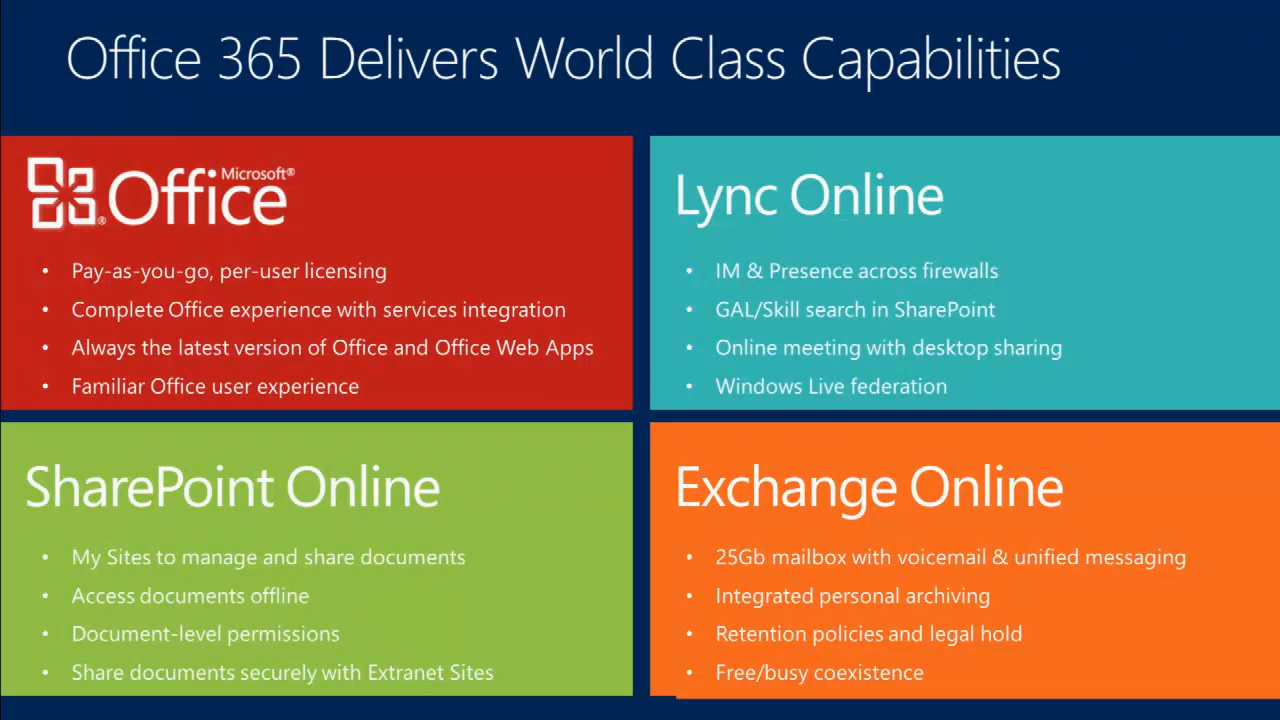 Office 365 Delivers World Class Capabilities
Microsoft®
Office
• Pay-as-you-go, per-user licensing
• Complete Office experience with services integration
• Always the latest version of Office and Office Web Apps
• Familiar Office user experience
Lync Online
• IM & Presence across firewalls
• GAL/Skill search in SharePoint
• Online meeting with desktop sharing
• Windows Live federation
SharePoint Online
• My Sites to manage and share documents
• Access documents offline
• Document-level permissions
• Share documents securely with Extranet Sites
Exchange Online
• 25Gb mailbox with voicemail & unified messaging
• Integrated personal archiving
• Retention policies and legal hold
• Free/busy coexistence